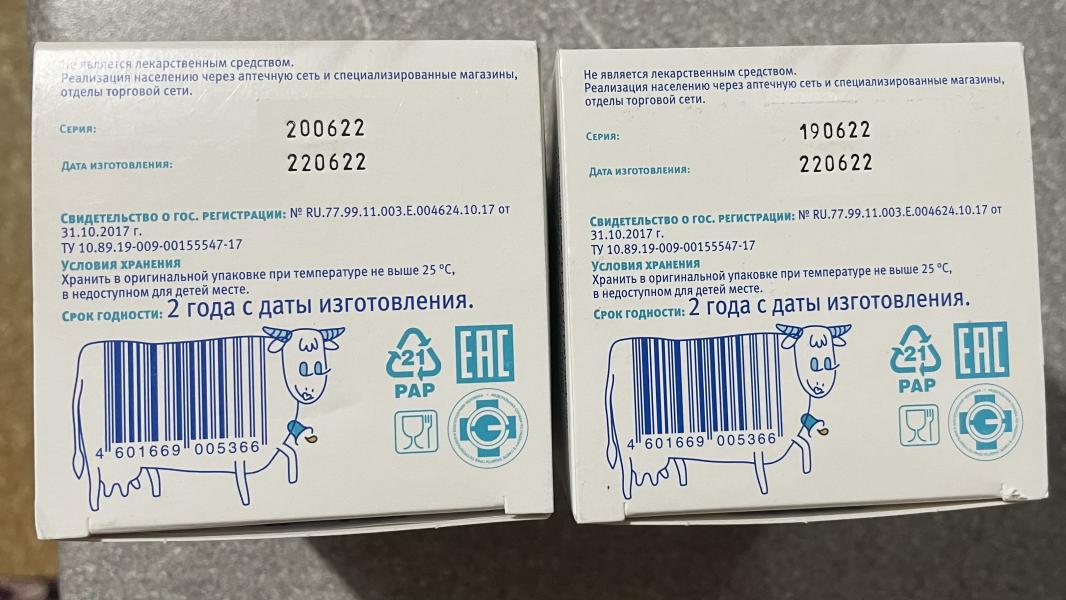 Не является лекарственным средством.
Реализация населению через аптечную сеть и специализированные магазины,
отделы торговой сети.
Серия: 200622
Дата изготовления: 220622
Свидетельство о гос. регистрации: № RU.77.99.11.003.Е.004624.10.17 от
31.10.2017 г.
ТУ 10.89.19-009-00155547-17
Условия хранения
Хранить в оригинальной упаковке при температуре не выше 25 °С,
в недоступном для детей месте.
Срок годности: 2 года с даты изготовления.
21
PAP
EAC
4 601669 005366
Не является лекарственным средством.
Реализация населению через аптечную сеть и специализированные магазины,
отделы торговой сети.
Серия: 190622
Дата изготовления: 220622
Свидетельство о гос. регистрации: № RU.77.99.11.003.Е.004624.10.17 от
31.10.2017 г.
ТУ 10.89.19-009-00155547-17
Условия хранения
Хранить в оригинальной упаковке при температуре не выше 25 °С,
в недоступном для детей месте.
Срок годности: 2 года с даты изготовления.
21
PAP
EAC
4 601669 005366